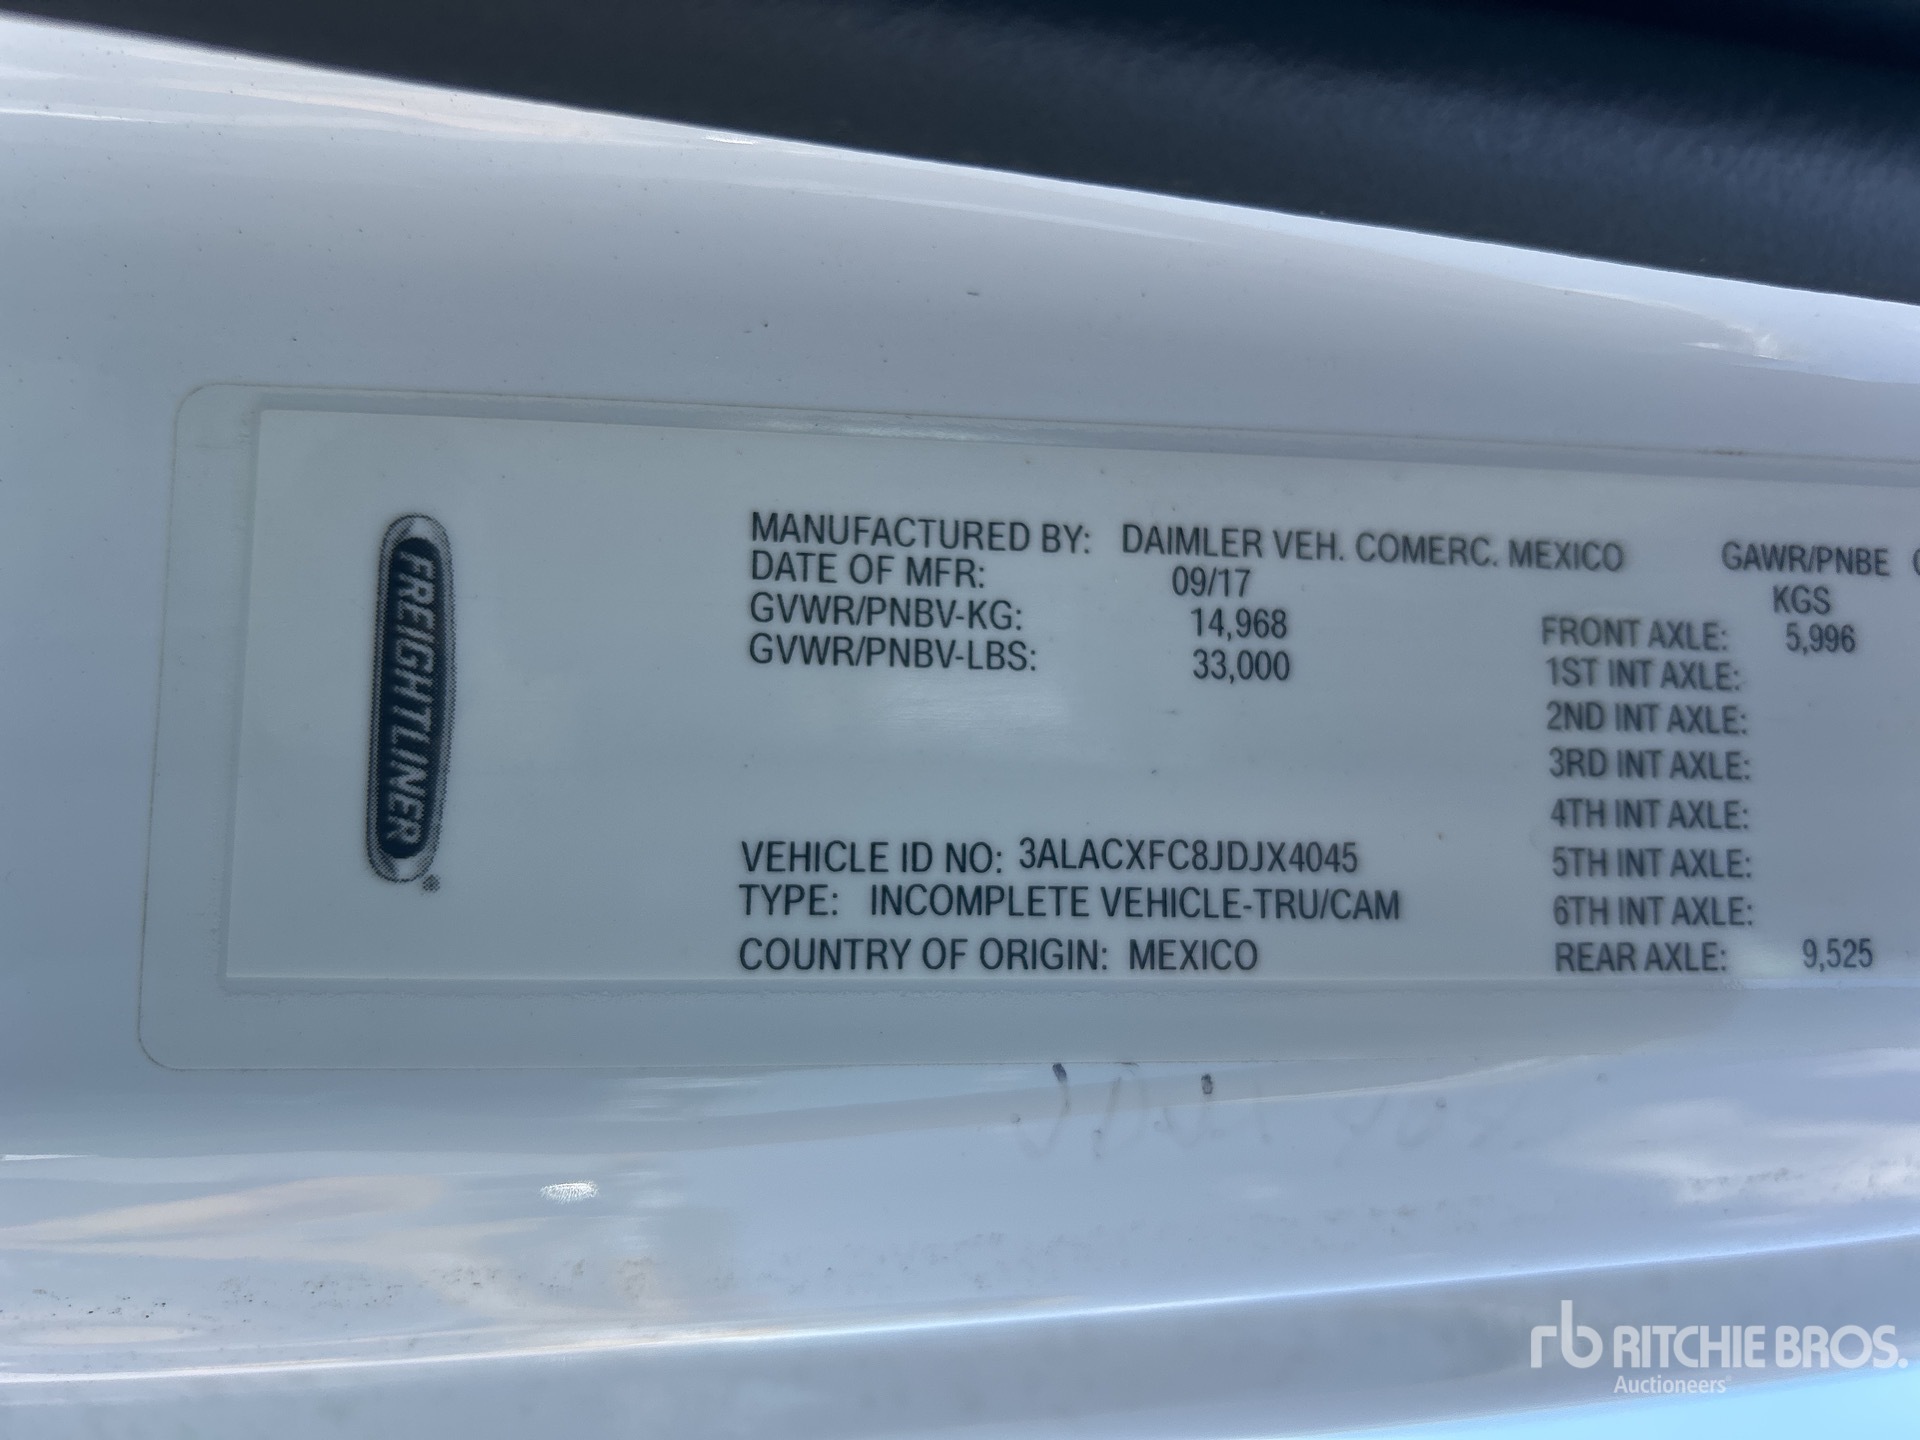 FREIGHTLINER®
MANUFACTURED BY: DAIMLER VEH. COMERC. MEXICO
DATE OF MFR: 09/17
GVWR/PNBV-KG: 14,968
GVWR/PNBV-LBS: 33,000
VEHICLE ID NO: 3ALACXFC8JDJX4045
TYPE: INCOMPLETE VEHICLE-TRU/CAM
COUNTRY OF ORIGIN: MEXICO
GAWR/PNBE
KGS
FRONT AXLE: 5,996
1ST INT AXLE:
2ND INT AXLE:
3RD INT AXLE:
4TH INT AXLE:
5TH INT AXLE:
6TH INT AXLE:
REAR AXLE: 9,525
rb RITCHIE BROS.
Auctioneers